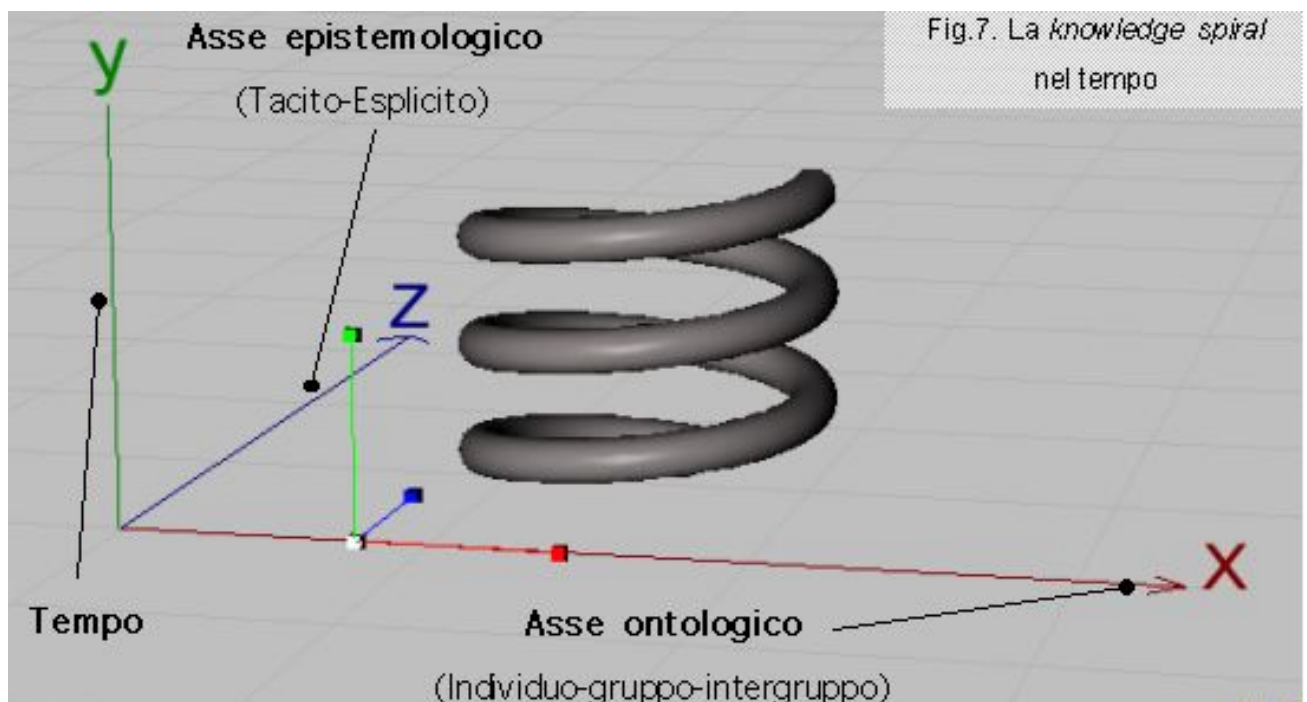 Fig.7. La knowledge spiral
nel tempo
Asse epistemologico
(Tacito-Esplicito)
y
z
x
Tempo
Asse ontologico
(Individuo-gruppo-intergruppo)